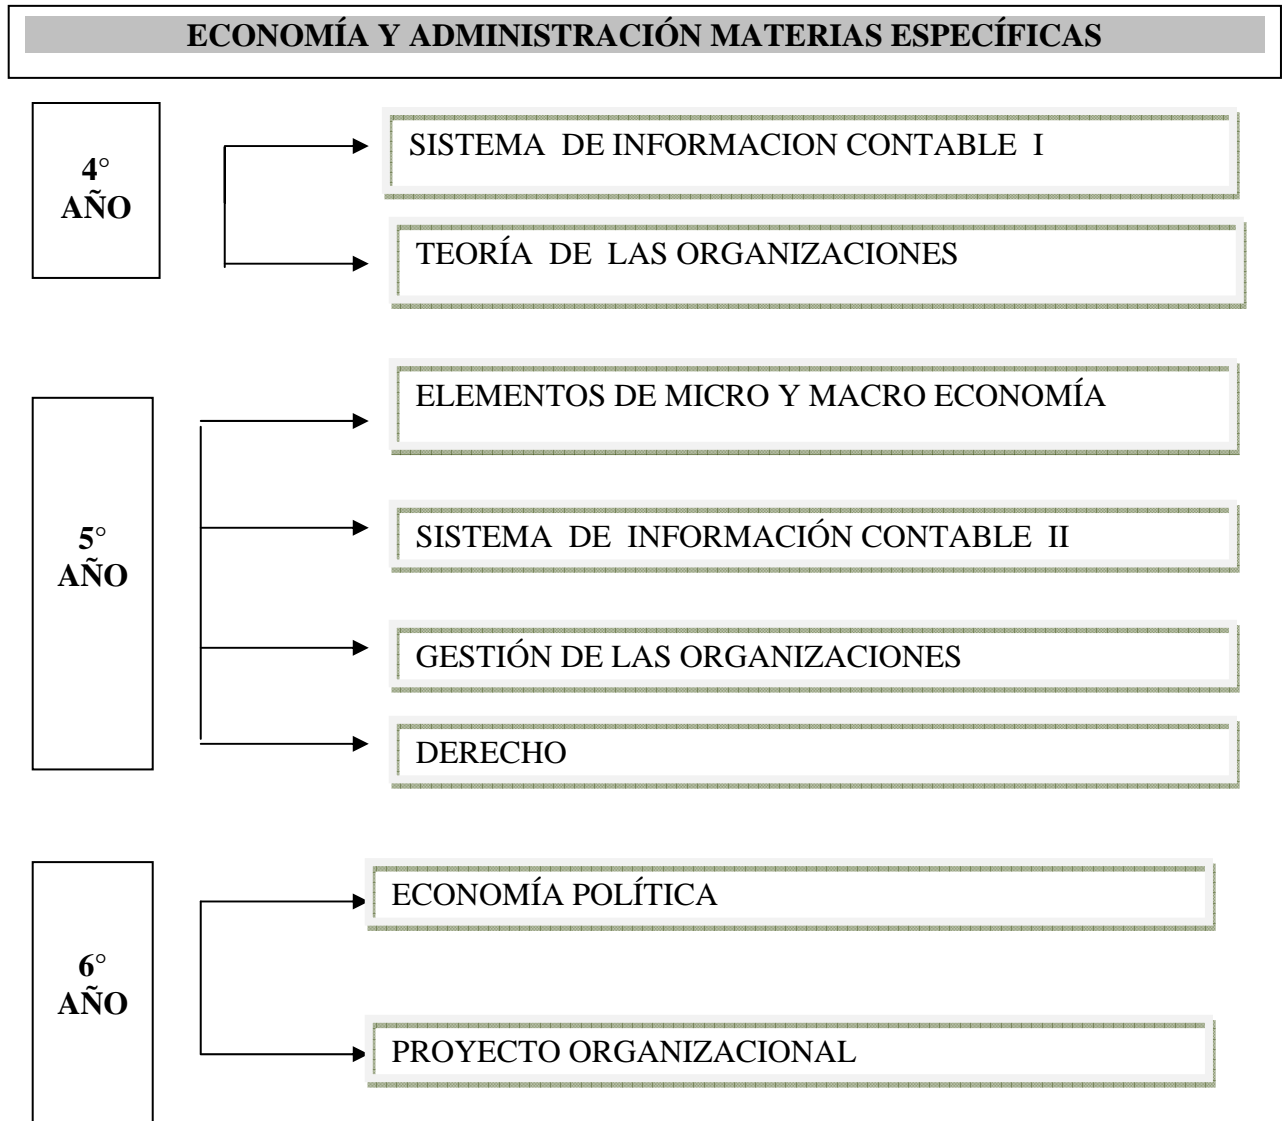 ECONOMÍA Y ADMINISTRACIÓN MATERIAS ESPECÍFICAS
4°
AÑO
SISTEMA DE INFORMACION CONTABLE I
TEORÍA DE LAS ORGANIZACIONES
5°
AÑO
ELEMENTOS DE MICRO Y MACRO ECONOMÍA
SISTEMA DE INFORMACIÓN CONTABLE II
GESTIÓN DE LAS ORGANIZACIONES
DERECHO
6°
AÑO
ECONOMÍA POLÍTICA
PROYECTO ORGANIZACIONAL